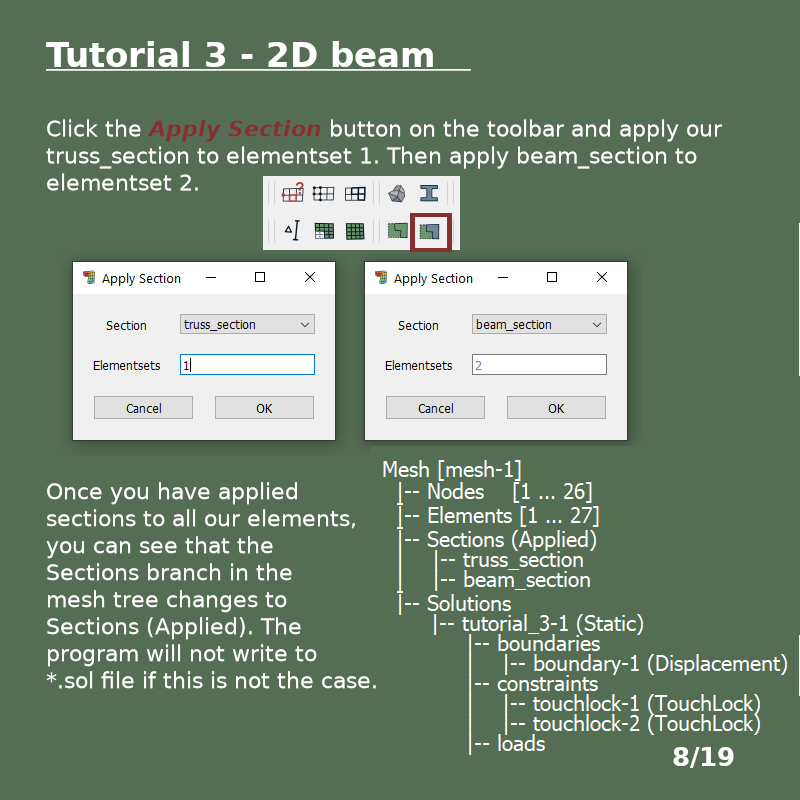 Tutorial 3 - 2D beam
Click the Apply Section button on the toolbar and apply our
truss_section to elementset 1. Then apply beam_section to
elementset 2.
Apply Section
Section truss_section
Elementsets 1
Cancel OK
Apply Section
Section beam_section
Elementsets 2
Cancel OK
Once you have applied
sections to all our elements,
you can see that the
Sections branch in the
mesh tree changes to
Sections (Applied). The
program will not write to
*.sol file if this is not the case.
Mesh [mesh-1]
|-- Nodes [1 ... 26]
|-- Elements [1 ... 27]
|-- Sections (Applied)
| |-- truss_section
| |-- beam_section
|-- Solutions
|-- tutorial_3-1 (Static)
|-- boundaries
| |-- boundary-1 (Displacement)
|-- constraints
| |-- touchlock-1 (TouchLock)
| |-- touchlock-2 (TouchLock)
|-- loads
8/19